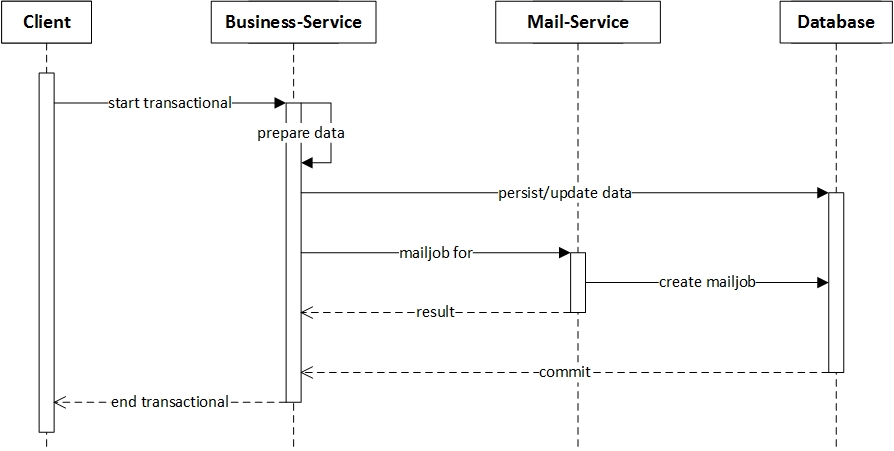 Client
Business-Service
Mail-Service
Database
start transactional
prepare data
persist/update data
mailjob for
create mailjob
result
commit
end transactional